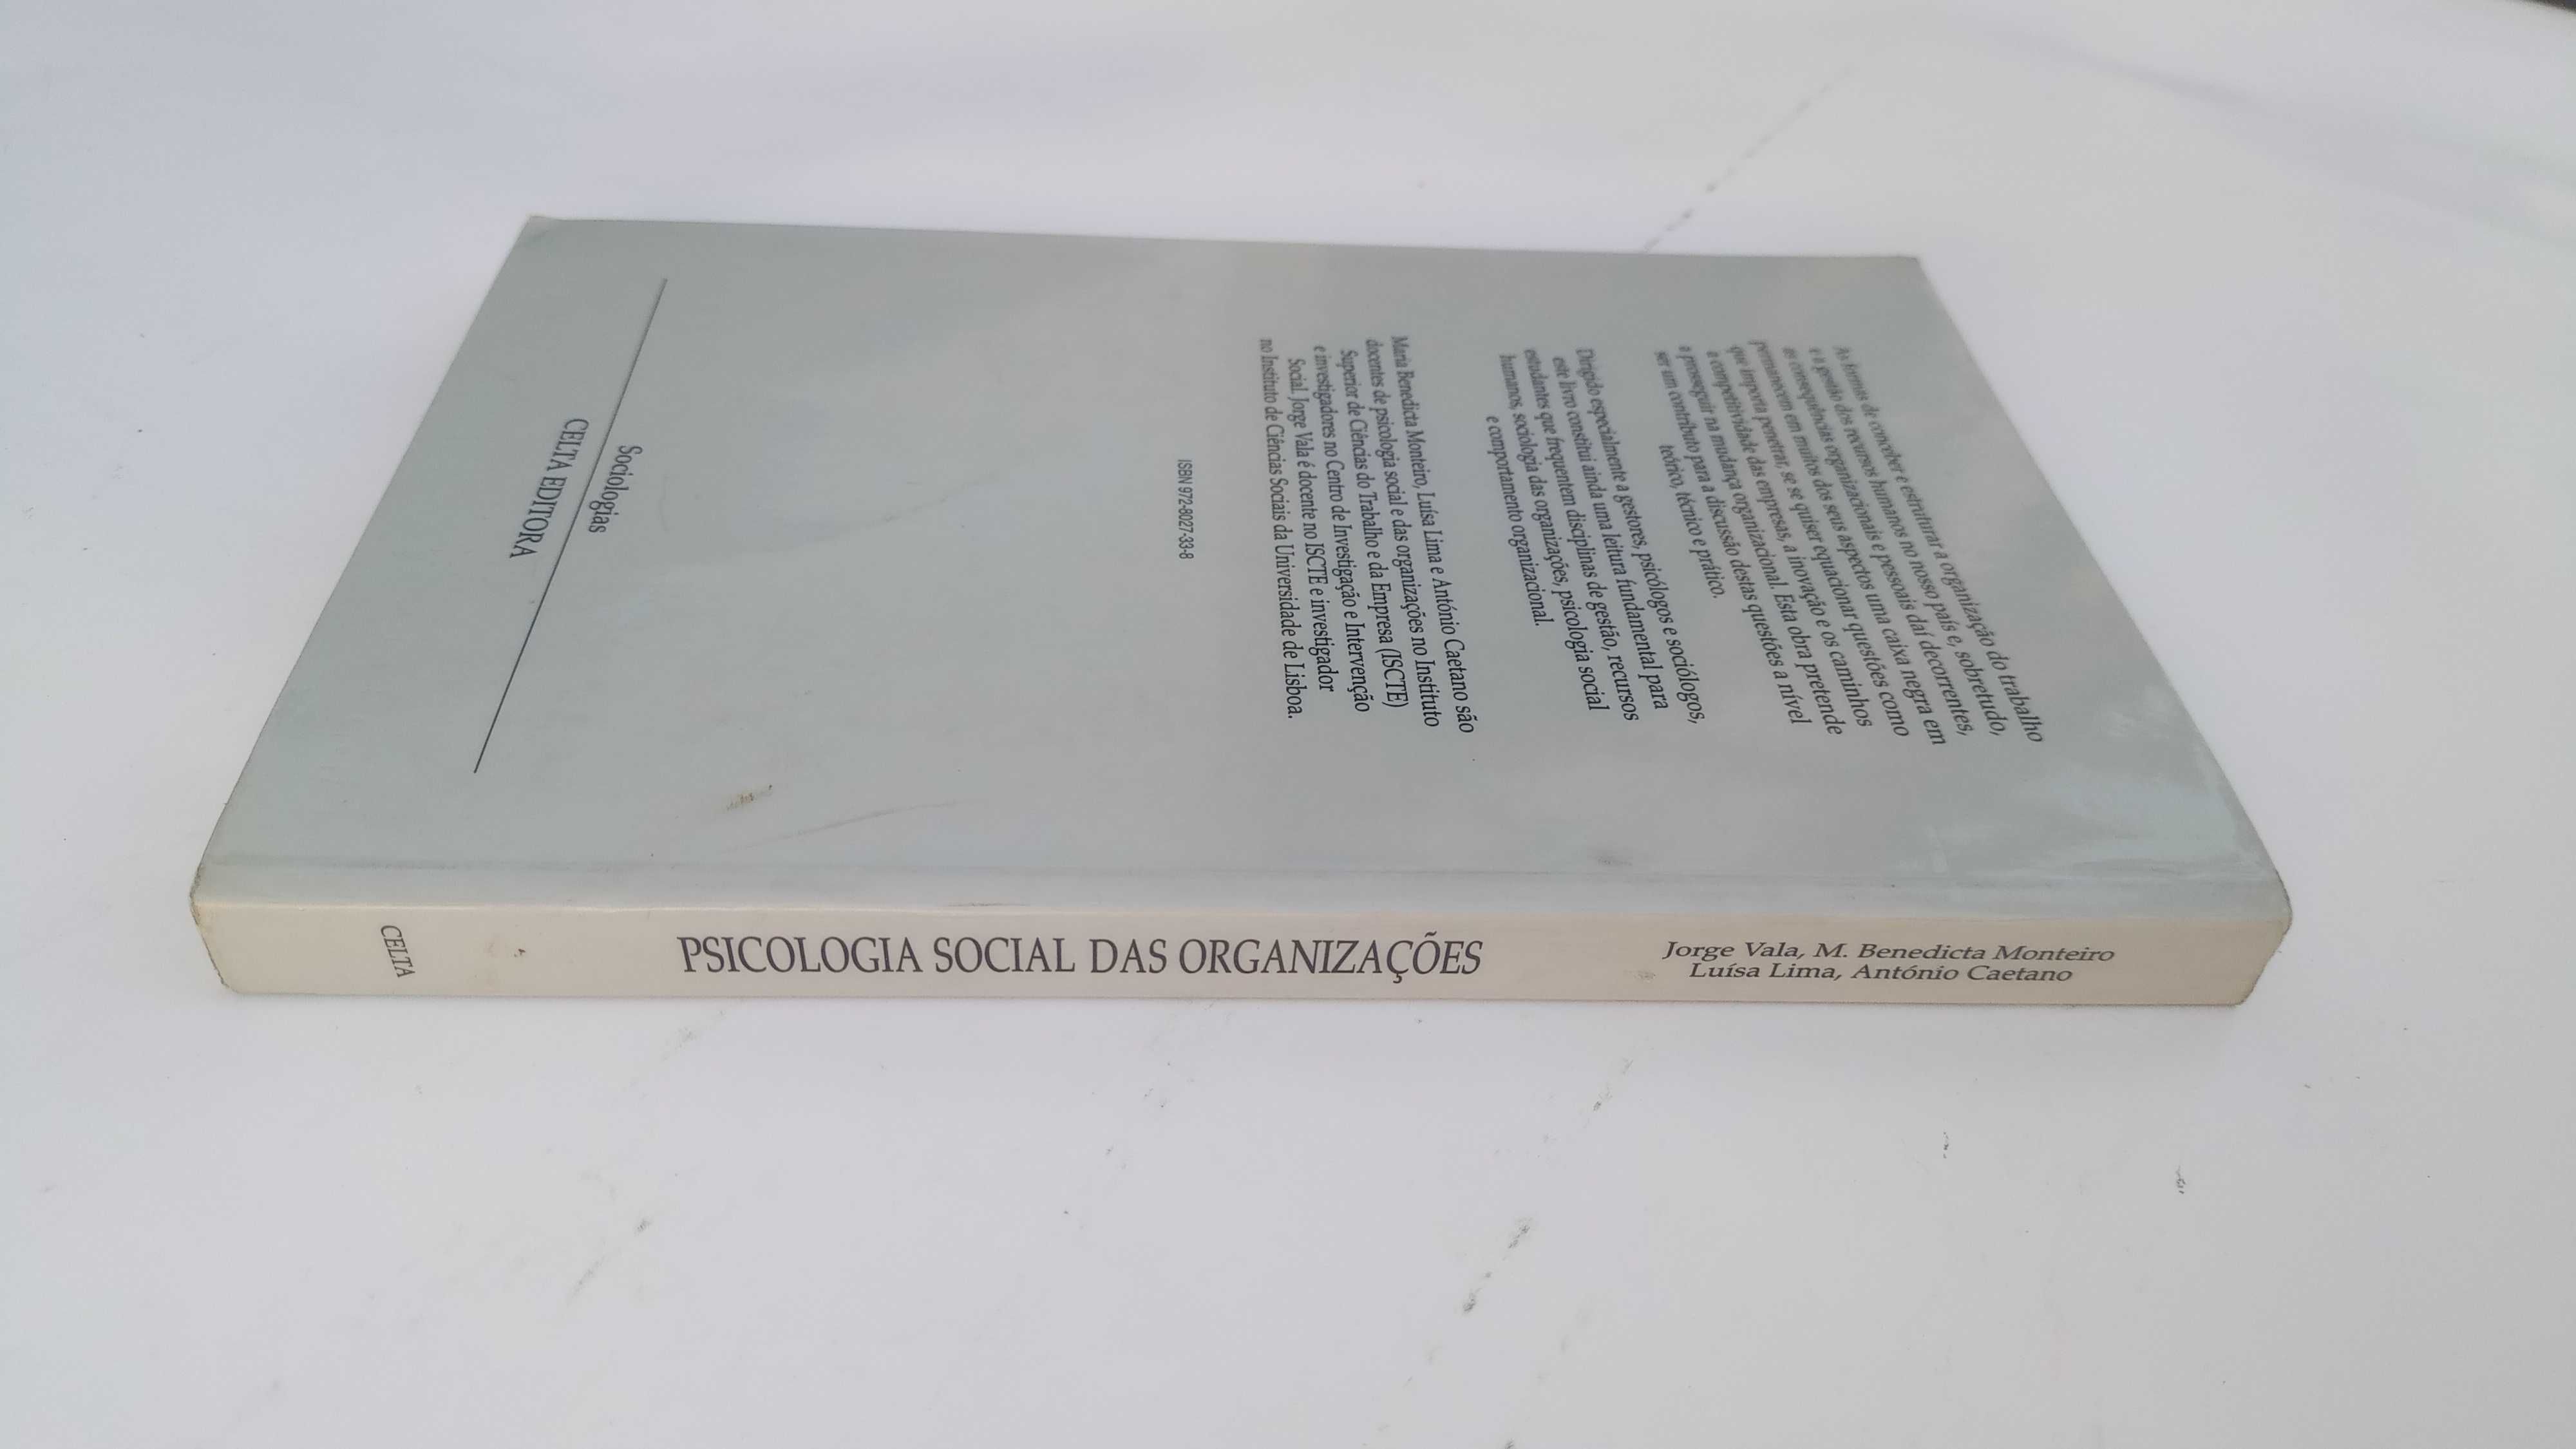 As formas de conceber e estruturar a organização do trabalho
e a gestão dos recursos humanos no nosso país e, sobretudo,
as consequências organizacionais e pessoais daí decorrentes,
permanecem em muitos dos seus aspectos uma caixa negra em
que importa penetrar, se se quiser equacionar questões como
a competitividade das empresas, a inovação e os caminhos
a prosseguir na mudança organizacional. Esta obra pretende
ser um contributo para a discussão destas questões a nível
teórico, técnico e prático.
Dirigido especialmente a gestores, psicólogos e sociólogos,
este livro constitui ainda uma leitura fundamental para
estudantes que frequentem disciplinas de gestão, recursos
humanos, sociologia das organizações, psicologia social
e comportamento organizacional.
Maria Benedicta Monteiro, Luísa Lima e António Caetano são
docentes de psicologia social e das organizações no Instituto
Superior de Ciências do Trabalho e da Empresa (ISCTE)
e investigadores no Centro de Investigação e Intervenção
Social. Jorge Vala é docente no ISCTE e investigador
no Instituto de Ciências Sociais da Universidade de Lisboa.
ISBN 972-8027-33-8
Sociologias
CELTA EDITORA
CELTA
PSICOLOGIA SOCIAL DAS ORGANIZAÇÕES
Jorge Vala, M. Benedicta Monteiro
Luísa Lima, António Caetano